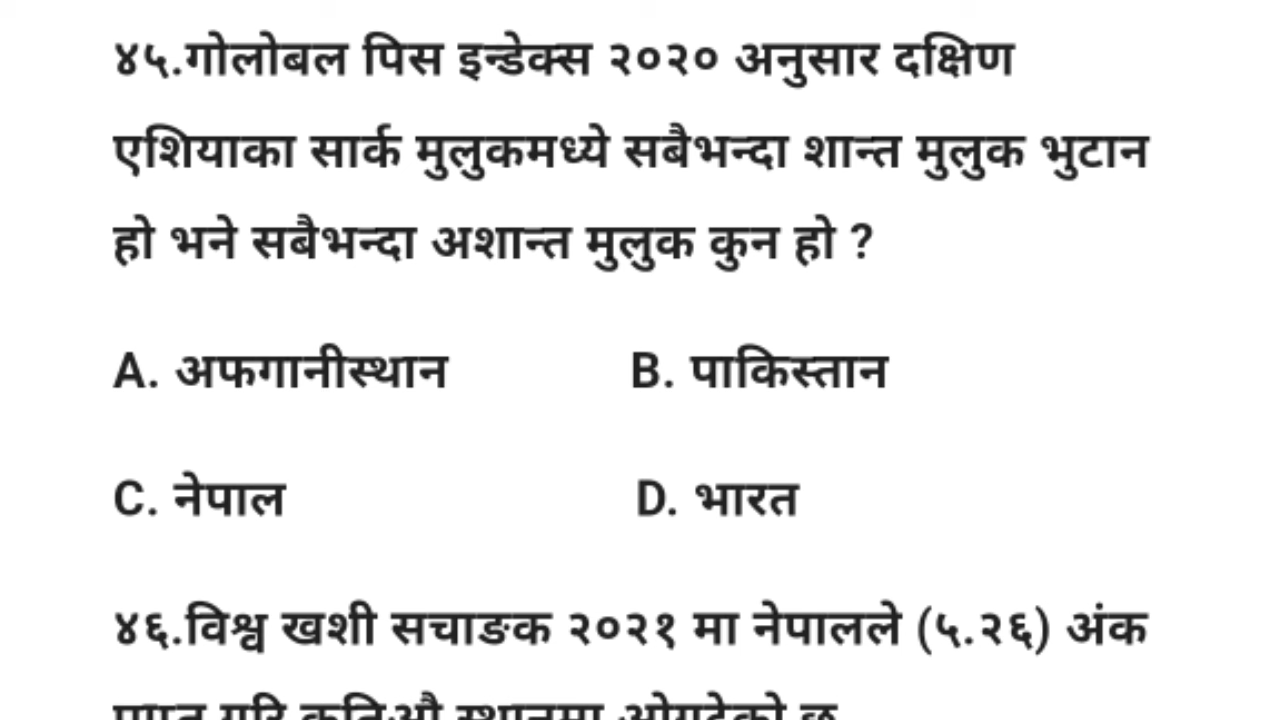 ४५.गोलोबल पिस इन्डेक्स २०२० अनुसार दक्षिण
एशियाका सार्क मुलुकमध्ये सबैभन्दा शान्त मुलुक भुटान
हो भने सबैभन्दा अशान्त मुलुक कुन हो ?
A. अफगानीस्थान B. पाकिस्तान
C. नेपाल D. भारत
४६.विश्व खशी सचाङक २०२१ मा नेपालले (५.२६) अंक